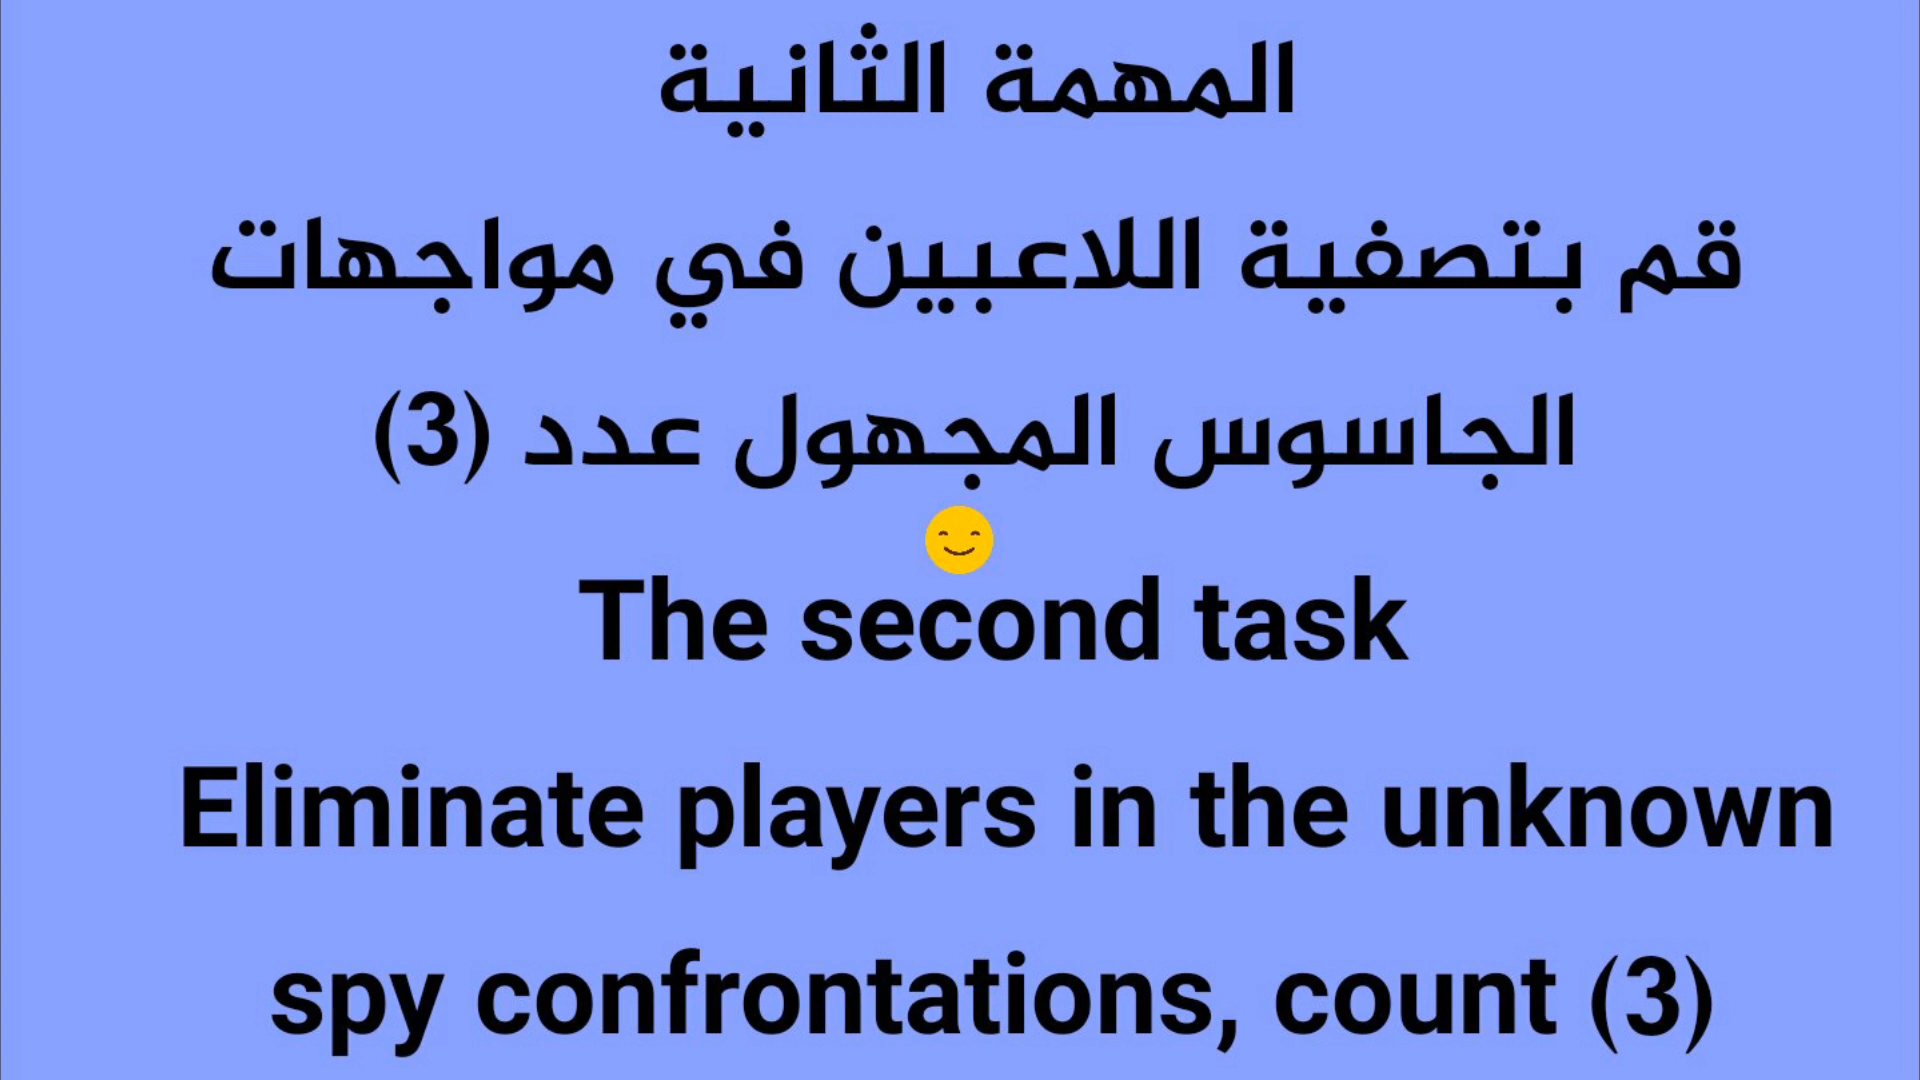 المهمة الثانية
قم بتصفية اللاعبين في مواجهات
الجاسوس المجهول عدد (3)
The second task
Eliminate players in the unknown
spy confrontations, count (3)